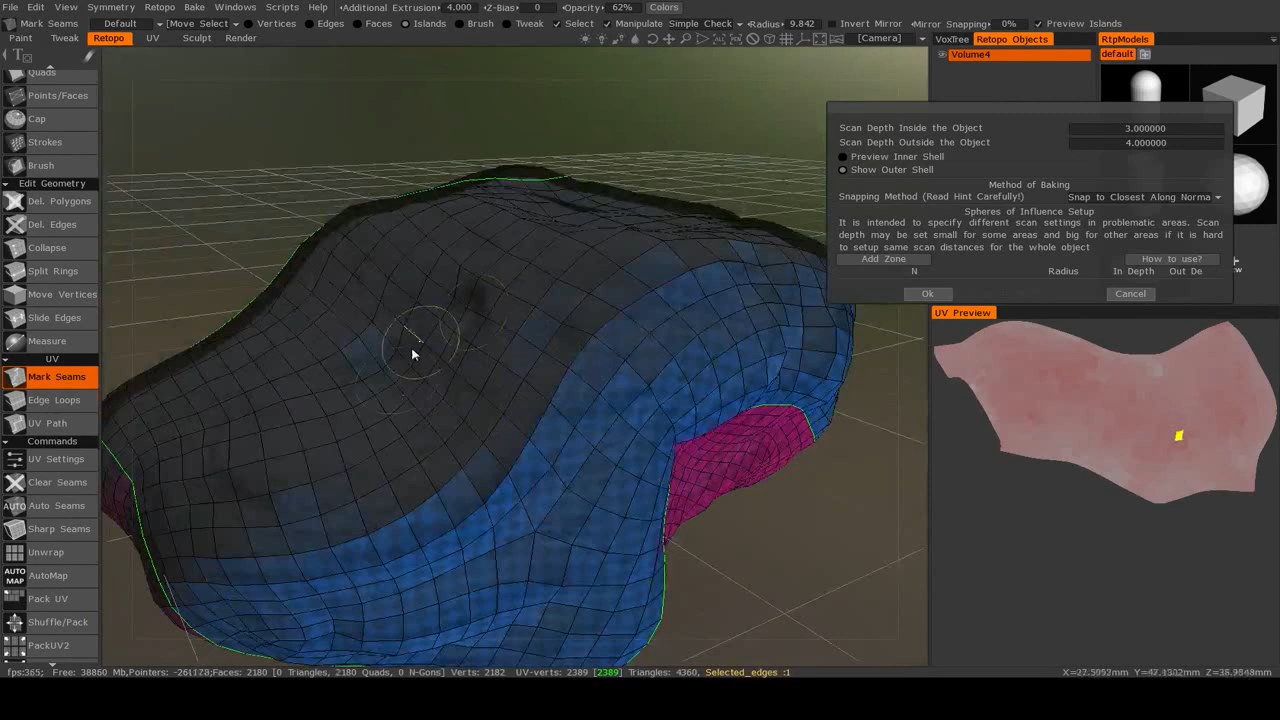 File Edit View Symmetry Retopo Bake Windows Scripts Help Additional Extrusion 4.000 Z-Bias 0 Opacity 62% Colors
Mark Seams Default [Move Select] Vertices Edges Faces Islands Brush Tweak Select Manipulate Simple Check Radius 9.842 Invert Mirror Mirror Snapping 0% Preview Islands
Paint Tweak Retopo UV Sculpt Render [Camera] VoxTree Retopo Objects RtpModels
Volume4 default
Quads
Points/Faces
Cap
Strokes
Brush
Edit Geometry
Del. Polygons
Del. Edges
Collapse
Split Rings
Move Vertices
Slide Edges
Measure
UV
Mark Seams
Edge Loops
UV Path
Commands
UV Settings
Clear Seams
AUTO Auto Seams
Sharp Seams
Unwrap
AUTO MAP AutoMap
Pack UV
Shuffle/Pack
PackUV2
Scan Depth Inside the Object 3.000000
Scan Depth Outside the Object 4.000000
Preview Inner Shell
Show Outer Shell
Method of Baking
Snapping Method (Read Hint Carefully!) Snap to Closest Along Norma
Spheres of Influence Setup
It is intended to specify different scan settings in problematic areas. Scan
depth may be set small for some areas and big for other areas if it is hard
to setup same scan distances for the whole object
Add Zone How to use?
N Radius In Depth Out De
Ok Cancel
UV Preview
fps:365; Free: 38860 Mb,Pointers: -261173;Faces: 2180 [0 Triangles, 2180 Quads, 0 N-Gons] Verts: 2182 UV-verts: 2389 [2389] Triangles: 4360, Selected_edges :1